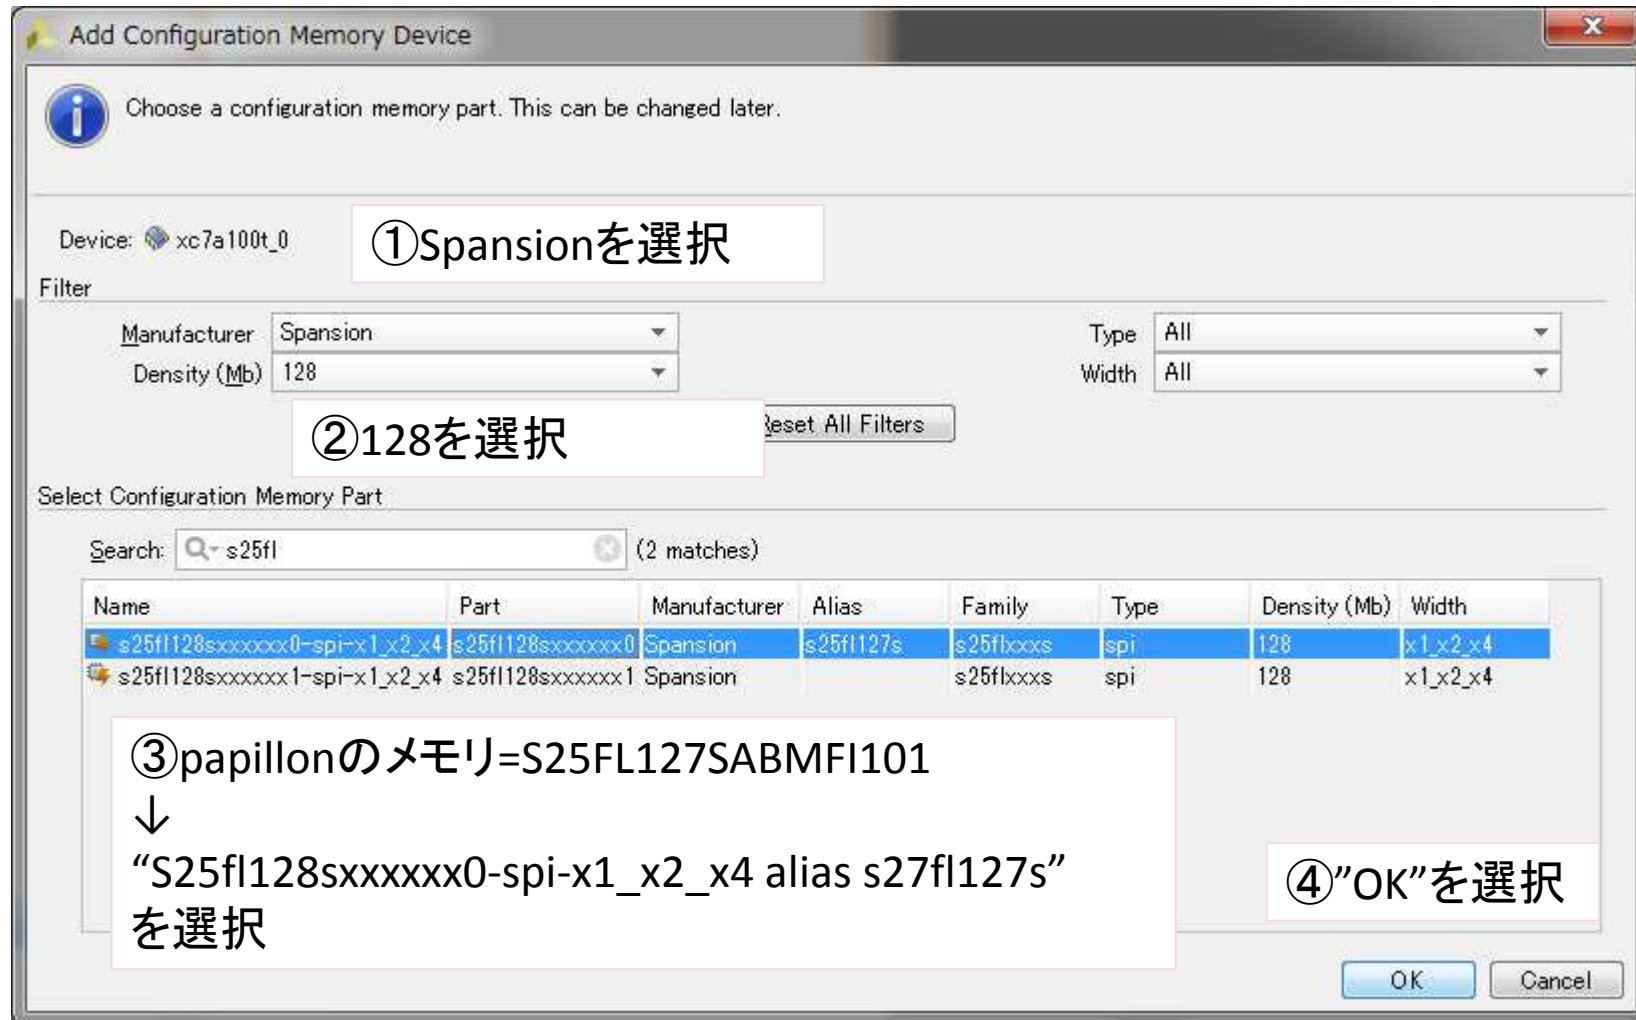 Add Configuration Memory Device
Choose a configuration memory part. This can be changed later.
Device: xc7a100t_0
①Spansionを選択
Filter
Manufacturer Spansion Type All
Density (Mb) 128 Width All
②128を選択
Reset All Filters
Select Configuration Memory Part
Search: s25fl (2 matches)
Name Part Manufacturer Alias Family Type Density (Mb) Width
s25fl128sxxxxxx0-spi-x1_x2_x4 s25fl128sxxxxxx0 Spansion s25fl127s s25flxxxs spi 128 x1_x2_x4
s25fl128sxxxxxx1-spi-x1_x2_x4 s25fl128sxxxxxx1 Spansion s25flxxxs spi 128 x1_x2_x4
③papillonのメモリ=S25FL127SABMFI101
↓
“S25fl128sxxxxxx0-spi-x1_x2_x4 alias s27fl127s”
を選択
④”OK”を選択
OK Cancel